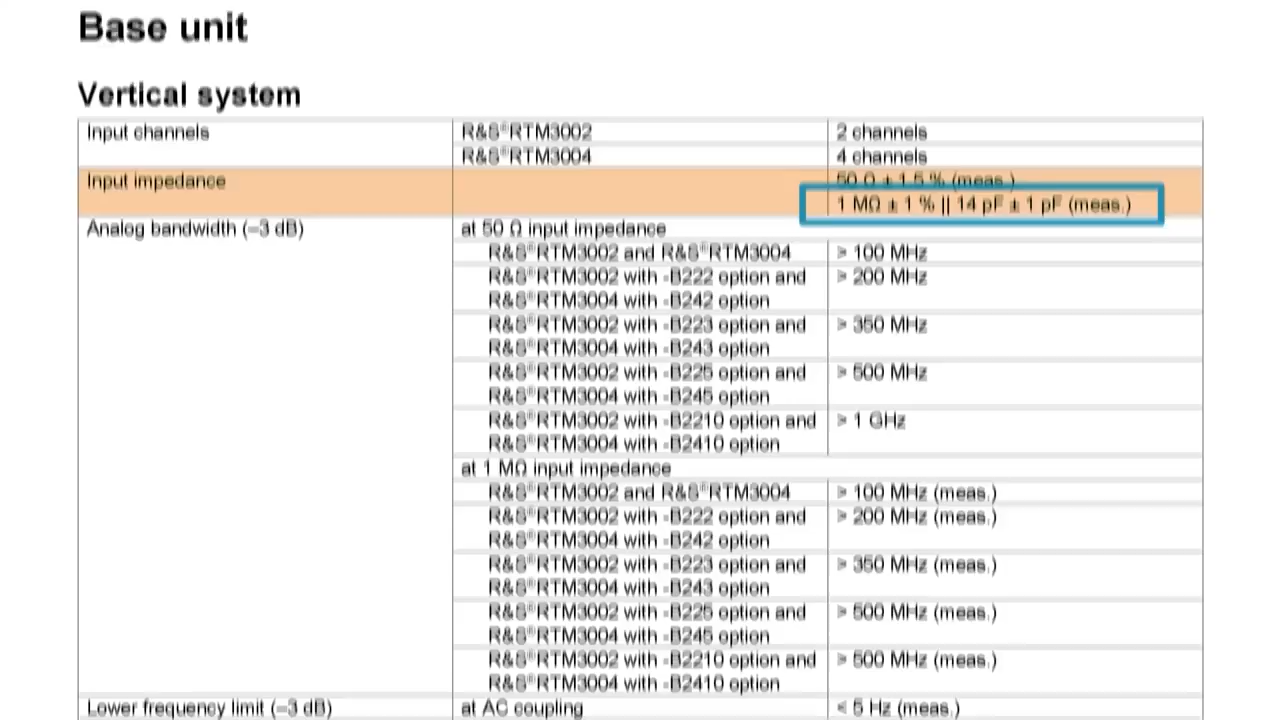 Base unit
Vertical system
Input channels R&S®RTM3002 2 channels
R&S®RTM3004 4 channels
Input impedance 50 Ω ± 1.5 % (meas.)
1 MΩ ± 1 % || 14 pF ± 1 pF (meas.)
Analog bandwidth (–3 dB) at 50 Ω input impedance
R&S®RTM3002 and R&S®RTM3004 ≥ 100 MHz
R&S®RTM3002 with -B222 option and ≥ 200 MHz
R&S®RTM3004 with -B242 option
R&S®RTM3002 with -B223 option and ≥ 350 MHz
R&S®RTM3004 with -B243 option
R&S®RTM3002 with -B225 option and ≥ 500 MHz
R&S®RTM3004 with -B245 option
R&S®RTM3002 with -B2210 option and ≥ 1 GHz
R&S®RTM3004 with -B2410 option
at 1 MΩ input impedance
R&S®RTM3002 and R&S®RTM3004 ≥ 100 MHz (meas.)
R&S®RTM3002 with -B222 option and ≥ 200 MHz (meas.)
R&S®RTM3004 with -B242 option
R&S®RTM3002 with -B223 option and ≥ 350 MHz (meas.)
R&S®RTM3004 with -B243 option
R&S®RTM3002 with -B225 option and ≥ 500 MHz (meas.)
R&S®RTM3004 with -B245 option
R&S®RTM3002 with -B2210 option and ≥ 500 MHz (meas.)
R&S®RTM3004 with -B2410 option
Lower frequency limit (–3 dB) at AC coupling < 5 Hz (meas.)